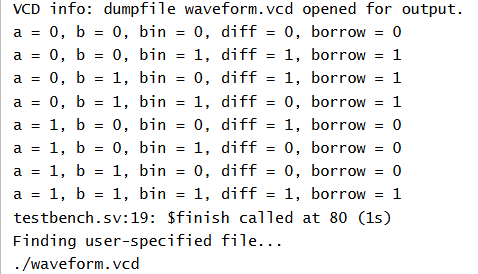 VCD info: dumpfile waveform.vcd opened for output.
a = 0, b = 0, bin = 0, diff = 0, borrow = 0
a = 0, b = 0, bin = 1, diff = 1, borrow = 1
a = 0, b = 1, bin = 0, diff = 1, borrow = 1
a = 0, b = 1, bin = 1, diff = 0, borrow = 1
a = 1, b = 0, bin = 0, diff = 1, borrow = 0
a = 1, b = 0, bin = 1, diff = 0, borrow = 0
a = 1, b = 1, bin = 0, diff = 0, borrow = 0
a = 1, b = 1, bin = 1, diff = 1, borrow = 1
testbench.sv:19: $finish called at 80 (1s)
Finding user-specified file...
./waveform.vcd